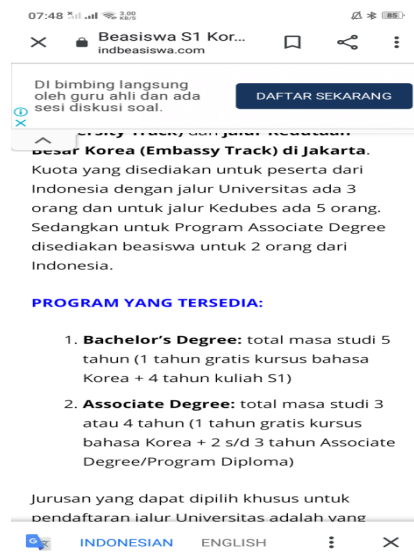 07:48
3.00 KB/S
85
Beasiswa S1 Kor...
indbeasiswa.com
DI bimbing langsung
oleh guru ahli dan ada
sesi diskusi soal.
DAFTAR SEKARANG
Besar Korea (Embassy Track) di Jakarta.
Kuota yang disediakan untuk peserta dari
Indonesia dengan jalur Universitas ada 3
orang dan untuk jalur Kedubes ada 5 orang.
Sedangkan untuk Program Associate Degree
disediakan beasiswa untuk 2 orang dari
Indonesia.
PROGRAM YANG TERSEDIA:
1. Bachelor's Degree: total masa studi 5
tahun (1 tahun gratis kursus bahasa
Korea + 4 tahun kuliah S1)
2. Associate Degree: total masa studi 3
atau 4 tahun (1 tahun gratis kursus
bahasa Korea + 2 s/d 3 tahun Associate
Degree/Program Diploma)
Jurusan yang dapat dipilih khusus untuk
pendaftaran jalur Universitas adalah yang
INDONESIAN
ENGLISH